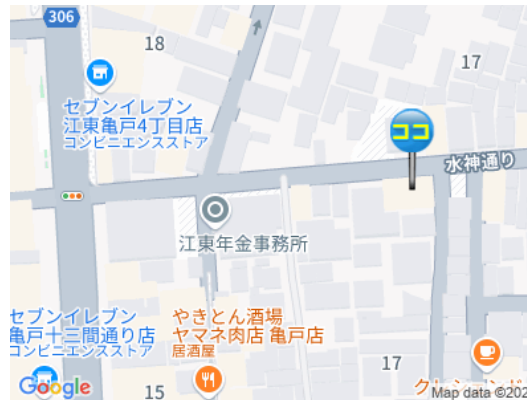 306
18
17
セブンイレブン
江東亀戸4丁目店
コンビニエンスストア
ココ
水神通り
江東年金事務所
セブンイレブン
亀戸十三間通り店
コンビニエンスストア
やきとん酒場
ヤマネ肉店 亀戸店
居酒屋
17
15
Google
Map data ©202